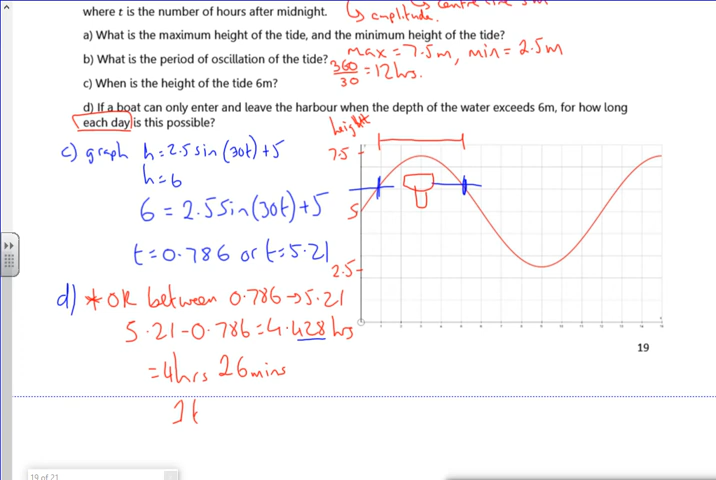 where t is the number of hours after midnight.
amplitude.
a) What is the maximum height of the tide, and the minimum height of the tide?
max = 7.5m, min = 2.5m
b) What is the period of oscillation of the tide? 360/30 = 12hrs.
c) When is the height of the tide 6m?
d) If a boat can only enter and leave the harbour when the depth of the water exceeds 6m, for how long
each day is this possible?
height
c) graph h = 2.5 sin(30t)+5
7.5
h = 6
6 = 2.5 sin(30t)+5
5
t = 0.786 or t = 5.21
2.5
d) * OK between 0.786 → 5.21
5.21 - 0.786 = 4.428 hrs
19
= 4hrs 26mins
19 of 21